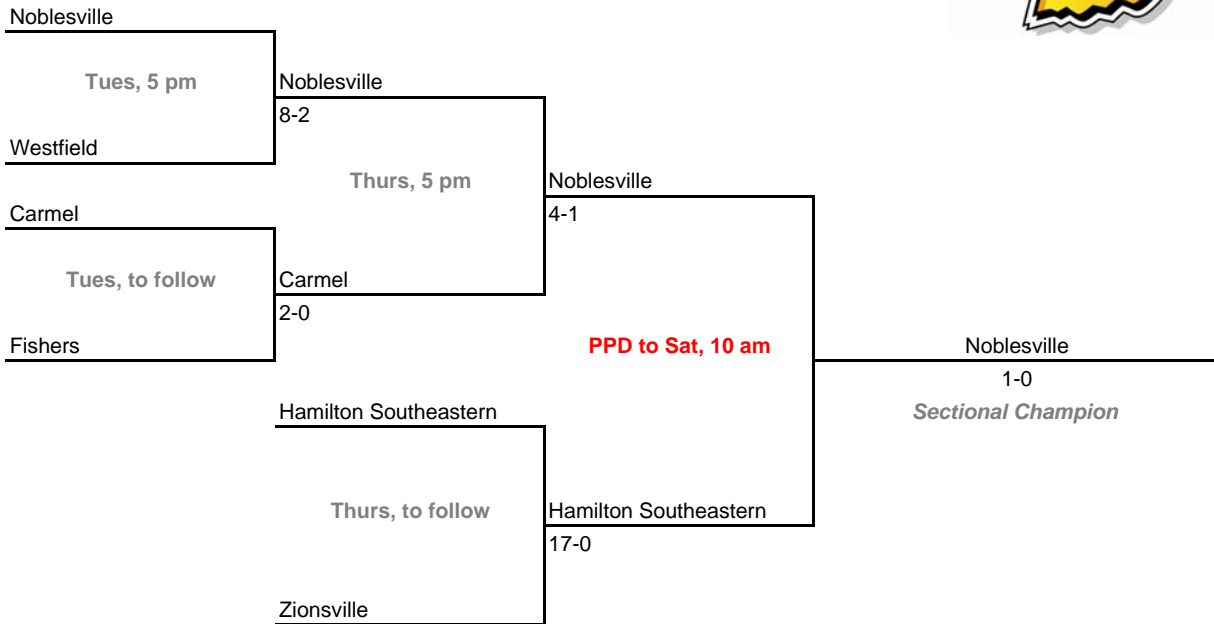 Noblesville
Tues, 5 pm
Noblesville
8-2
Westfield
Thurs, 5 pm
Noblesville
Carmel
4-1
Tues, to follow
Carmel
2-0
Fishers
PPD to Sat, 10 am
Noblesville
1-0
Hamilton Southeastern
Sectional Champion
Thurs, to follow
Hamilton Southeastern
17-0
Zionsville